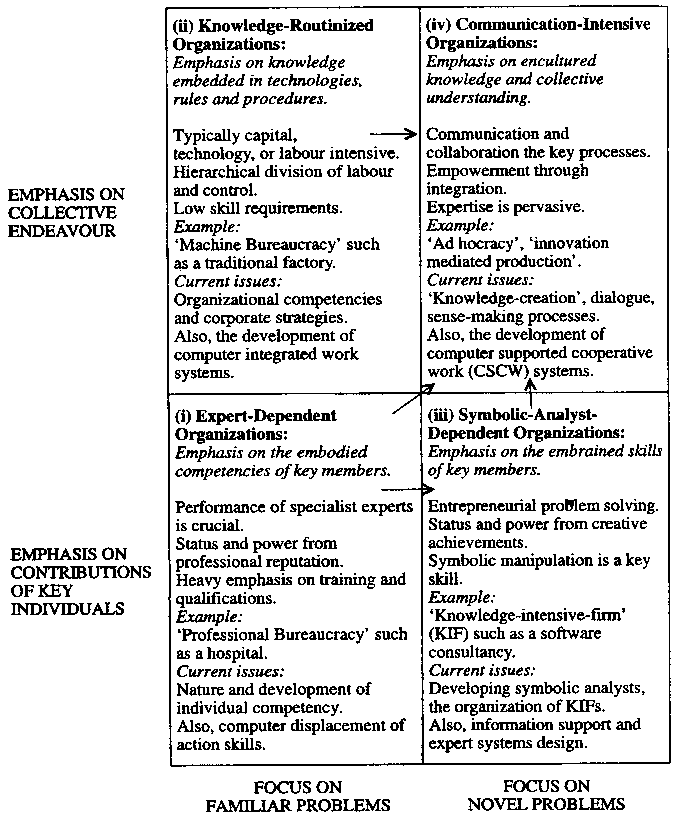 (ii) Knowledge-Routinized
Organizations:
Emphasis on knowledge
embedded in technologies,
rules and procedures.
Typically capital,
technology, or labour intensive.
Hierarchical division of labour
and control.
Low skill requirements.
Example:
‘Machine Bureaucracy’ such
as a traditional factory.
Current issues:
Organizational competencies
and corporate strategies.
Also, the development of
computer integrated work
systems.
(iv) Communication-Intensive
Organizations:
Emphasis on encultured
knowledge and collective
understanding.
Communication and
collaboration the key processes.
Empowerment through
integration.
Expertise is pervasive.
Example:
‘Ad hocracy’, ‘innovation
mediated production’.
Current issues:
‘Knowledge-creation’, dialogue,
sense-making processes.
Also, the development of
computer supported cooperative
work (CSCW) systems.
EMPHASIS ON
COLLECTIVE
ENDEAVOUR
(i) Expert-Dependent
Organizations:
Emphasis on the embodied
competencies of key members.
Performance of specialist experts
is crucial.
Status and power from
professional reputation.
Heavy emphasis on training and
qualifications.
Example:
‘Professional Bureaucracy’ such
as a hospital.
Current issues:
Nature and development of
individual competency.
Also, computer displacement of
action skills.
(iii) Symbolic-Analyst-
Dependent Organizations:
Emphasis on the embrained skills
of key members.
Entrepreneurial problem solving.
Status and power from creative
achievements.
Symbolic manipulation is a key
skill.
Example:
‘Knowledge-intensive-firm’
(KIF) such as a software
consultancy.
Current issues:
Developing symbolic analysts,
the organization of KIFs.
Also, information support and
expert systems design.
EMPHASIS ON
CONTRIBUTIONS
OF KEY
INDIVIDUALS
FOCUS ON
FAMILIAR PROBLEMS
FOCUS ON
NOVEL PROBLEMS